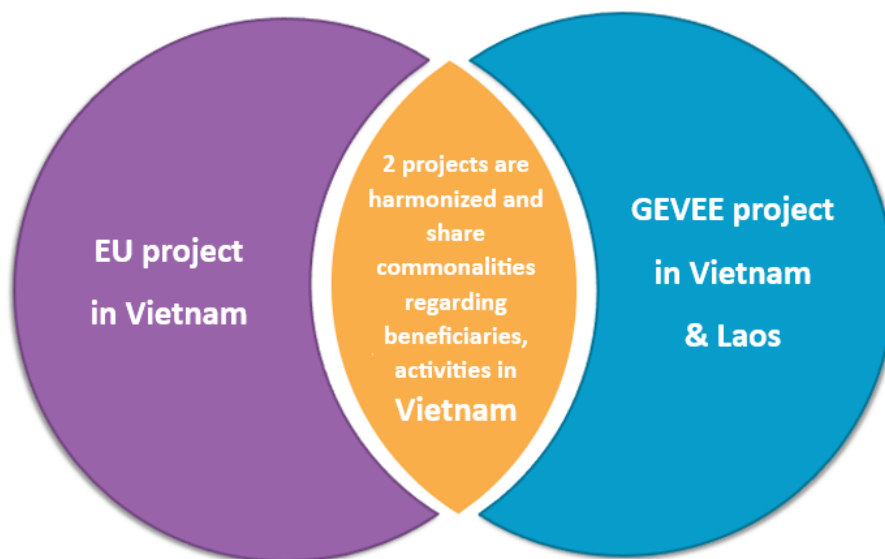 EU project
in Vietnam
2 projects are
harmonized and
share
commonalities
regarding
beneficiaries,
activities in
Vietnam
GEVEE project
in Vietnam
& Laos